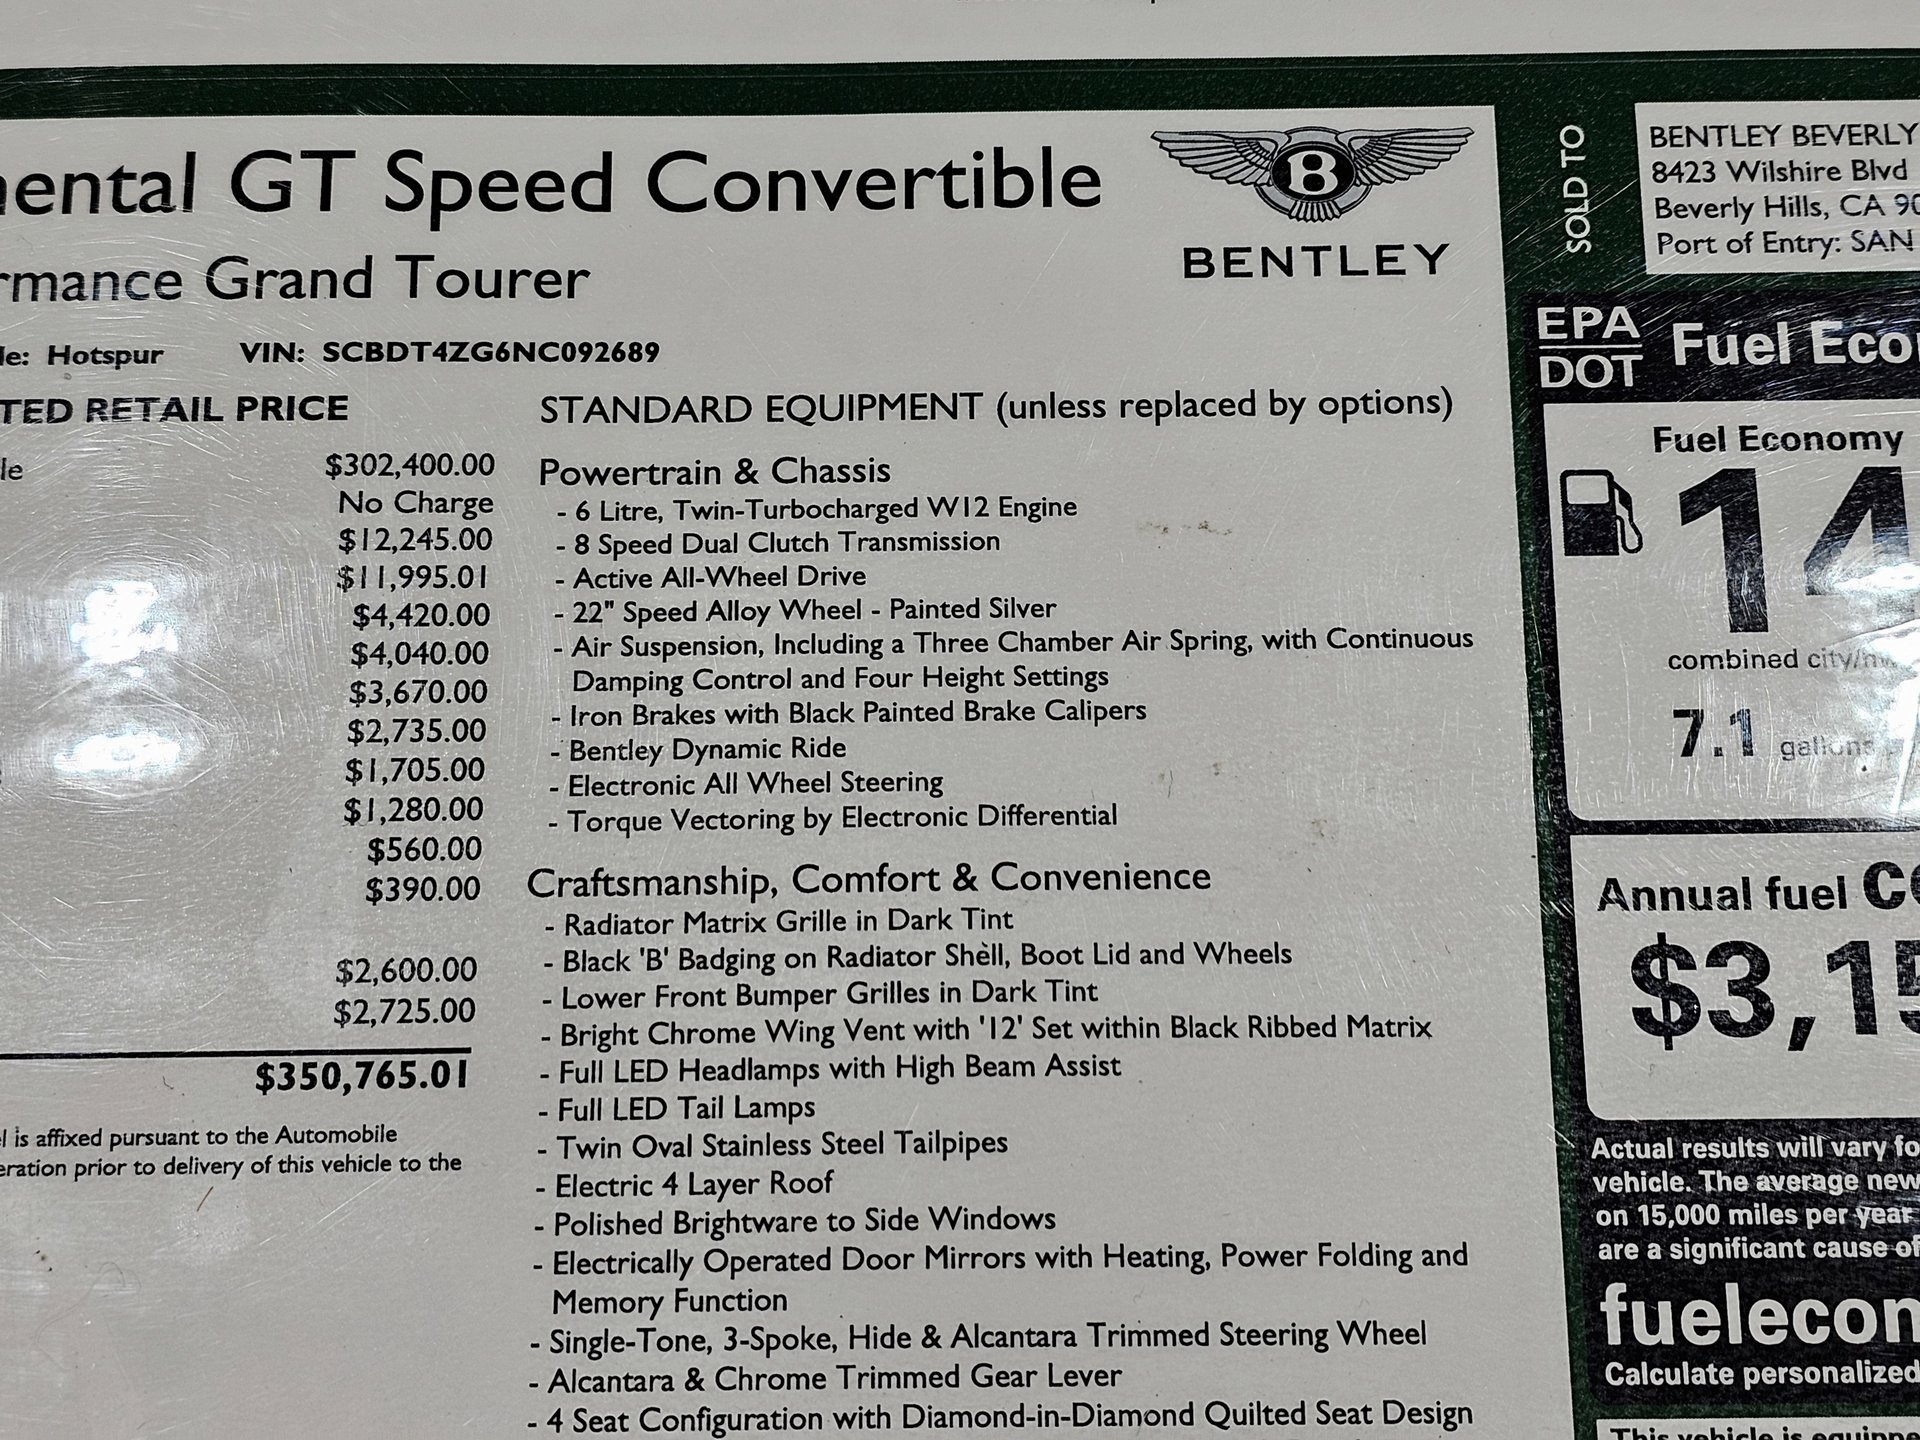 mental GT Speed Convertible
rmance Grand Tourer
8
BENTLEY
le: Hotspur VIN: SCBDT4ZG6NC092689
TED RETAIL PRICE
le $302,400.00
No Charge
$12,245.00
$11,995.01
$4,420.00
$4,040.00
$3,670.00
$2,735.00
$1,705.00
$1,280.00
$560.00
$390.00
$2,600.00
$2,725.00
$350,765.01
l is affixed pursuant to the Automobile
eration prior to delivery of this vehicle to the
STANDARD EQUIPMENT (unless replaced by options)
Powertrain & Chassis
- 6 Litre, Twin-Turbocharged W12 Engine
- 8 Speed Dual Clutch Transmission
- Active All-Wheel Drive
- 22" Speed Alloy Wheel - Painted Silver
- Air Suspension, Including a Three Chamber Air Spring, with Continuous
Damping Control and Four Height Settings
- Iron Brakes with Black Painted Brake Calipers
- Bentley Dynamic Ride
- Electronic All Wheel Steering
- Torque Vectoring by Electronic Differential
Craftsmanship, Comfort & Convenience
- Radiator Matrix Grille in Dark Tint
- Black 'B' Badging on Radiator Shell, Boot Lid and Wheels
- Lower Front Bumper Grilles in Dark Tint
- Bright Chrome Wing Vent with '12' Set within Black Ribbed Matrix
- Full LED Headlamps with High Beam Assist
- Full LED Tail Lamps
- Twin Oval Stainless Steel Tailpipes
- Electric 4 Layer Roof
- Polished Brightware to Side Windows
- Electrically Operated Door Mirrors with Heating, Power Folding and
Memory Function
- Single-Tone, 3-Spoke, Hide & Alcantara Trimmed Steering Wheel
- Alcantara & Chrome Trimmed Gear Lever
- 4 Seat Configuration with Diamond-in-Diamond Quilted Seat Design
SOLD TO
BENTLEY BEVERLY
8423 Wilshire Blvd
Beverly Hills, CA 90
Port of Entry: SAN
EPA
DOT
Fuel Eco
Fuel Economy
14
combined city/hw
7.1 gallons
Annual fuel co
$3,15
Actual results will vary fo
vehicle. The average new
on 15,000 miles per year
are a significant cause of
fuelecon
Calculate personalized
This vehicle is equippe